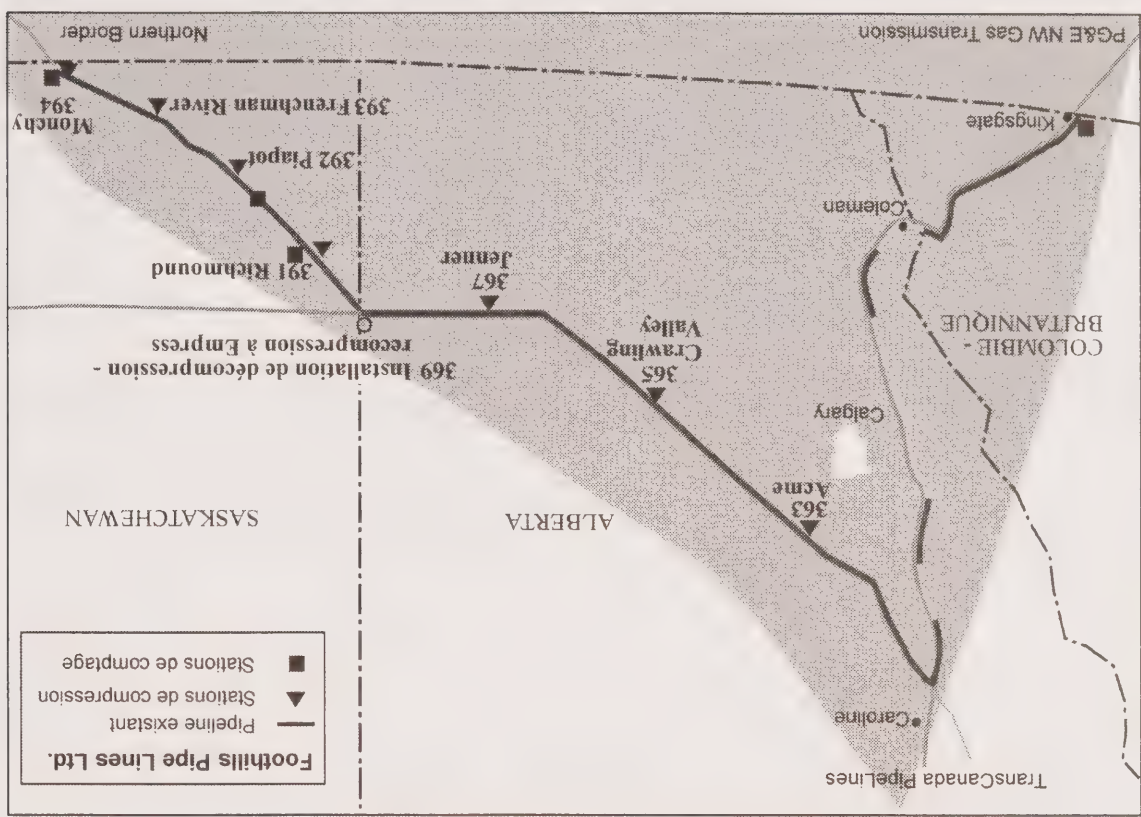 TransCanada PipeLines
Foothills Pipe Lines Ltd.
Pipeline existant
Stations de compression
Stations de comptage
Caroline
ALBERTA
SASKATCHEWAN
363
Acme
Calgary
365
Crawling
Valley
369 Installation de décompression -
recompression à Empress
COLOMBIE -
BRITANNIQUE
367
Jenner
391 Richmound
Coleman
392 Piapot
Kingsgate
393 Frenchman River
Monchy
394
PG&E NW Gas Transmission
Northern Border